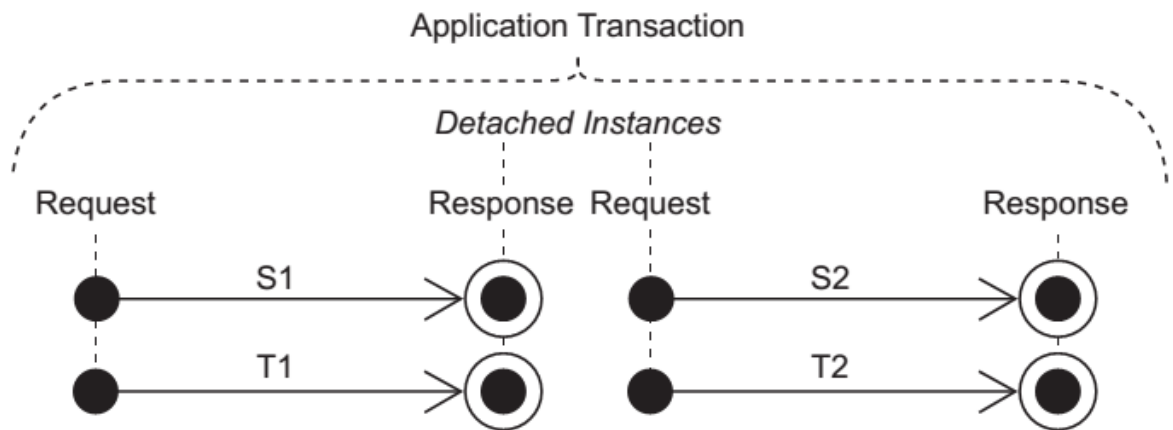 Application Transaction
Detached Instances
Request Response Request Response
S1 S2
T1 T2